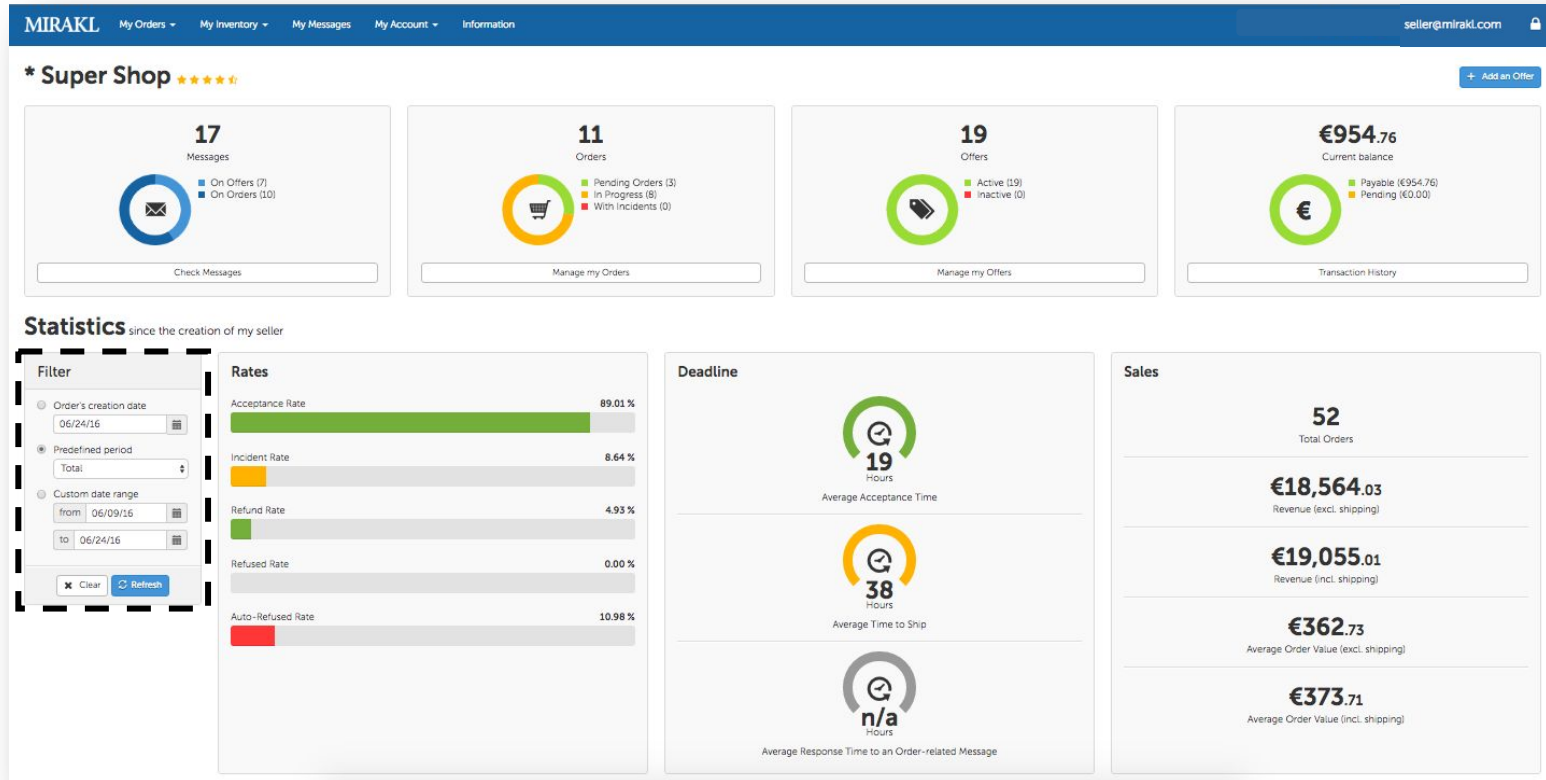 MIRAKL My Orders My Inventory My Messages My Account Information seller@mirakl.com
* Super Shop
+ Add an Offer
17
Messages
On Offers (7)
On Orders (10)
Check Messages
11
Orders
Pending Orders (3)
In Progress (8)
With Incidents (0)
Manage my Orders
19
Offers
Active (19)
Inactive (0)
Manage my Offers
€954.76
Current balance
Payable (€954.76)
Pending (€0.00)
€
Transaction History
Statistics since the creation of my seller
Filter
Order's creation date
06/24/16
Predefined period
Total
Custom date range
from 06/09/16
to 06/24/16
Clear Refresh
Rates
Acceptance Rate 89.01 %
Incident Rate 8.64 %
Refund Rate 4.93 %
Refused Rate 0.00 %
Auto-Refused Rate 10.98 %
Deadline
19
Hours
Average Acceptance Time
38
Hours
Average Time to Ship
n/a
Hours
Average Response Time to an Order-related Message
Sales
52
Total Orders
€18,564.03
Revenue (excl. shipping)
€19,055.01
Revenue (incl. shipping)
€362.73
Average Order Value (excl. shipping)
€373.71
Average Order Value (incl. shipping)